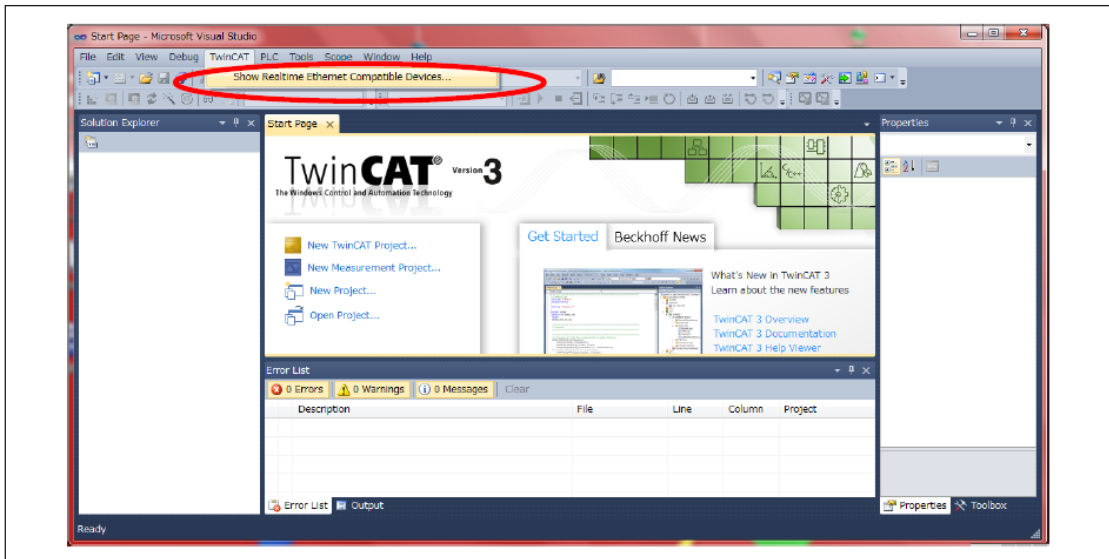 Start Page - Microsoft Visual Studio
File Edit View Debug TwinCAT PLC Tools Scope Window Help
Show Realtime Ethernet Compatible Devices...
Solution Explorer
Start Page
Properties
TwinCAT® Version 3
The Windows Control and Automation Technology
New TwinCAT Project...
New Measurement Project...
New Project...
Open Project...
Get Started Beckhoff News
What's New in TwinCAT 3
Learn about the new features
TwinCAT 3 Overview
TwinCAT 3 Documentation
TwinCAT 3 Help Viewer
Error List
0 Errors 0 Warnings 0 Messages Clear
Description File Line Column Project
Error List Output
Properties Toolbox
Ready